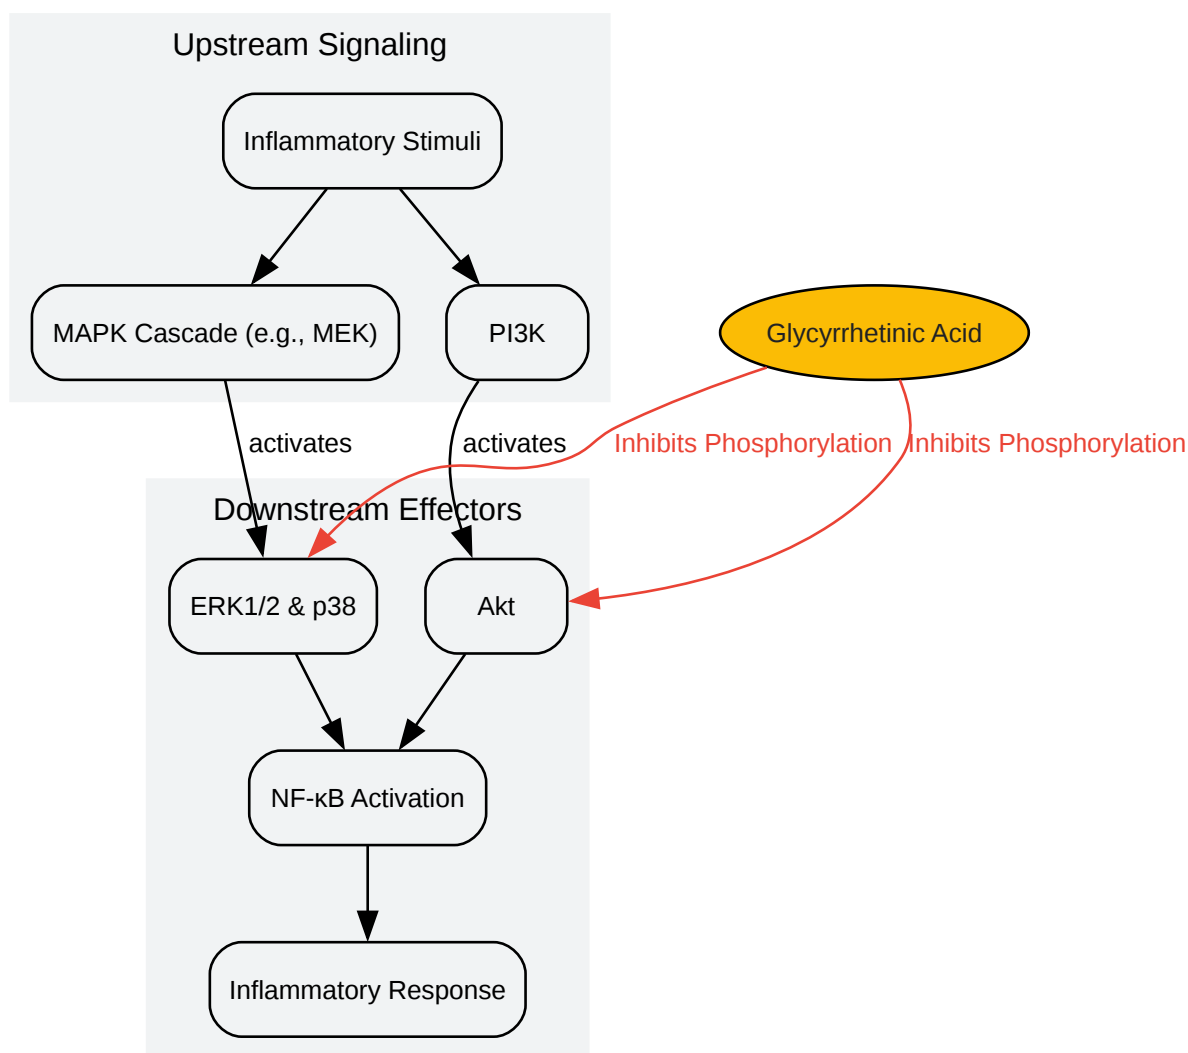 Upstream Signaling
Inflammatory Stimuli
MAPK Cascade (e.g., MEK)
PI3K
Glycyrrhetinic Acid
activates
activates
Inhibits Phosphorylation
Inhibits Phosphorylation
Downstream Effectors
ERK1/2 & p38
Akt
NF-κB Activation
Inflammatory Response